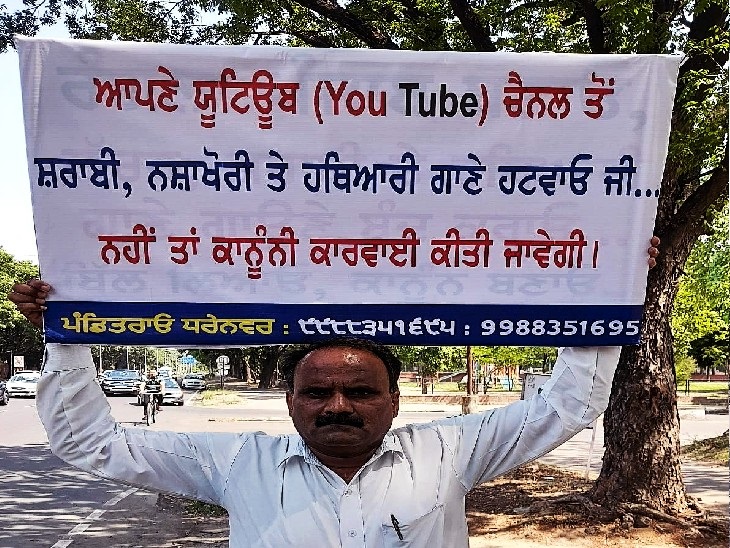 ਆਪਣੇ ਯੂਟਿਊਬ (You Tube) ਚੈਨਲ ਤੋਂ
ਸ਼ਰਾਬੀ, ਨਸ਼ਾਖੋਰੀ ਤੇ ਹਥਿਆਰੀ ਗਾਣੇ ਹਟਵਾਓ ਜੀ...
ਨਹੀਂ ਤਾਂ ਕਾਨੂੰਨੀ ਕਾਰਵਾਈ ਕੀਤੀ ਜਾਵੇਗੀ।
ਪੰਡਿਤਰਾਓ ਧਰੇਨਵਰ : ੯੯੮੮੩੫੧੬੯੫ : 9988351695